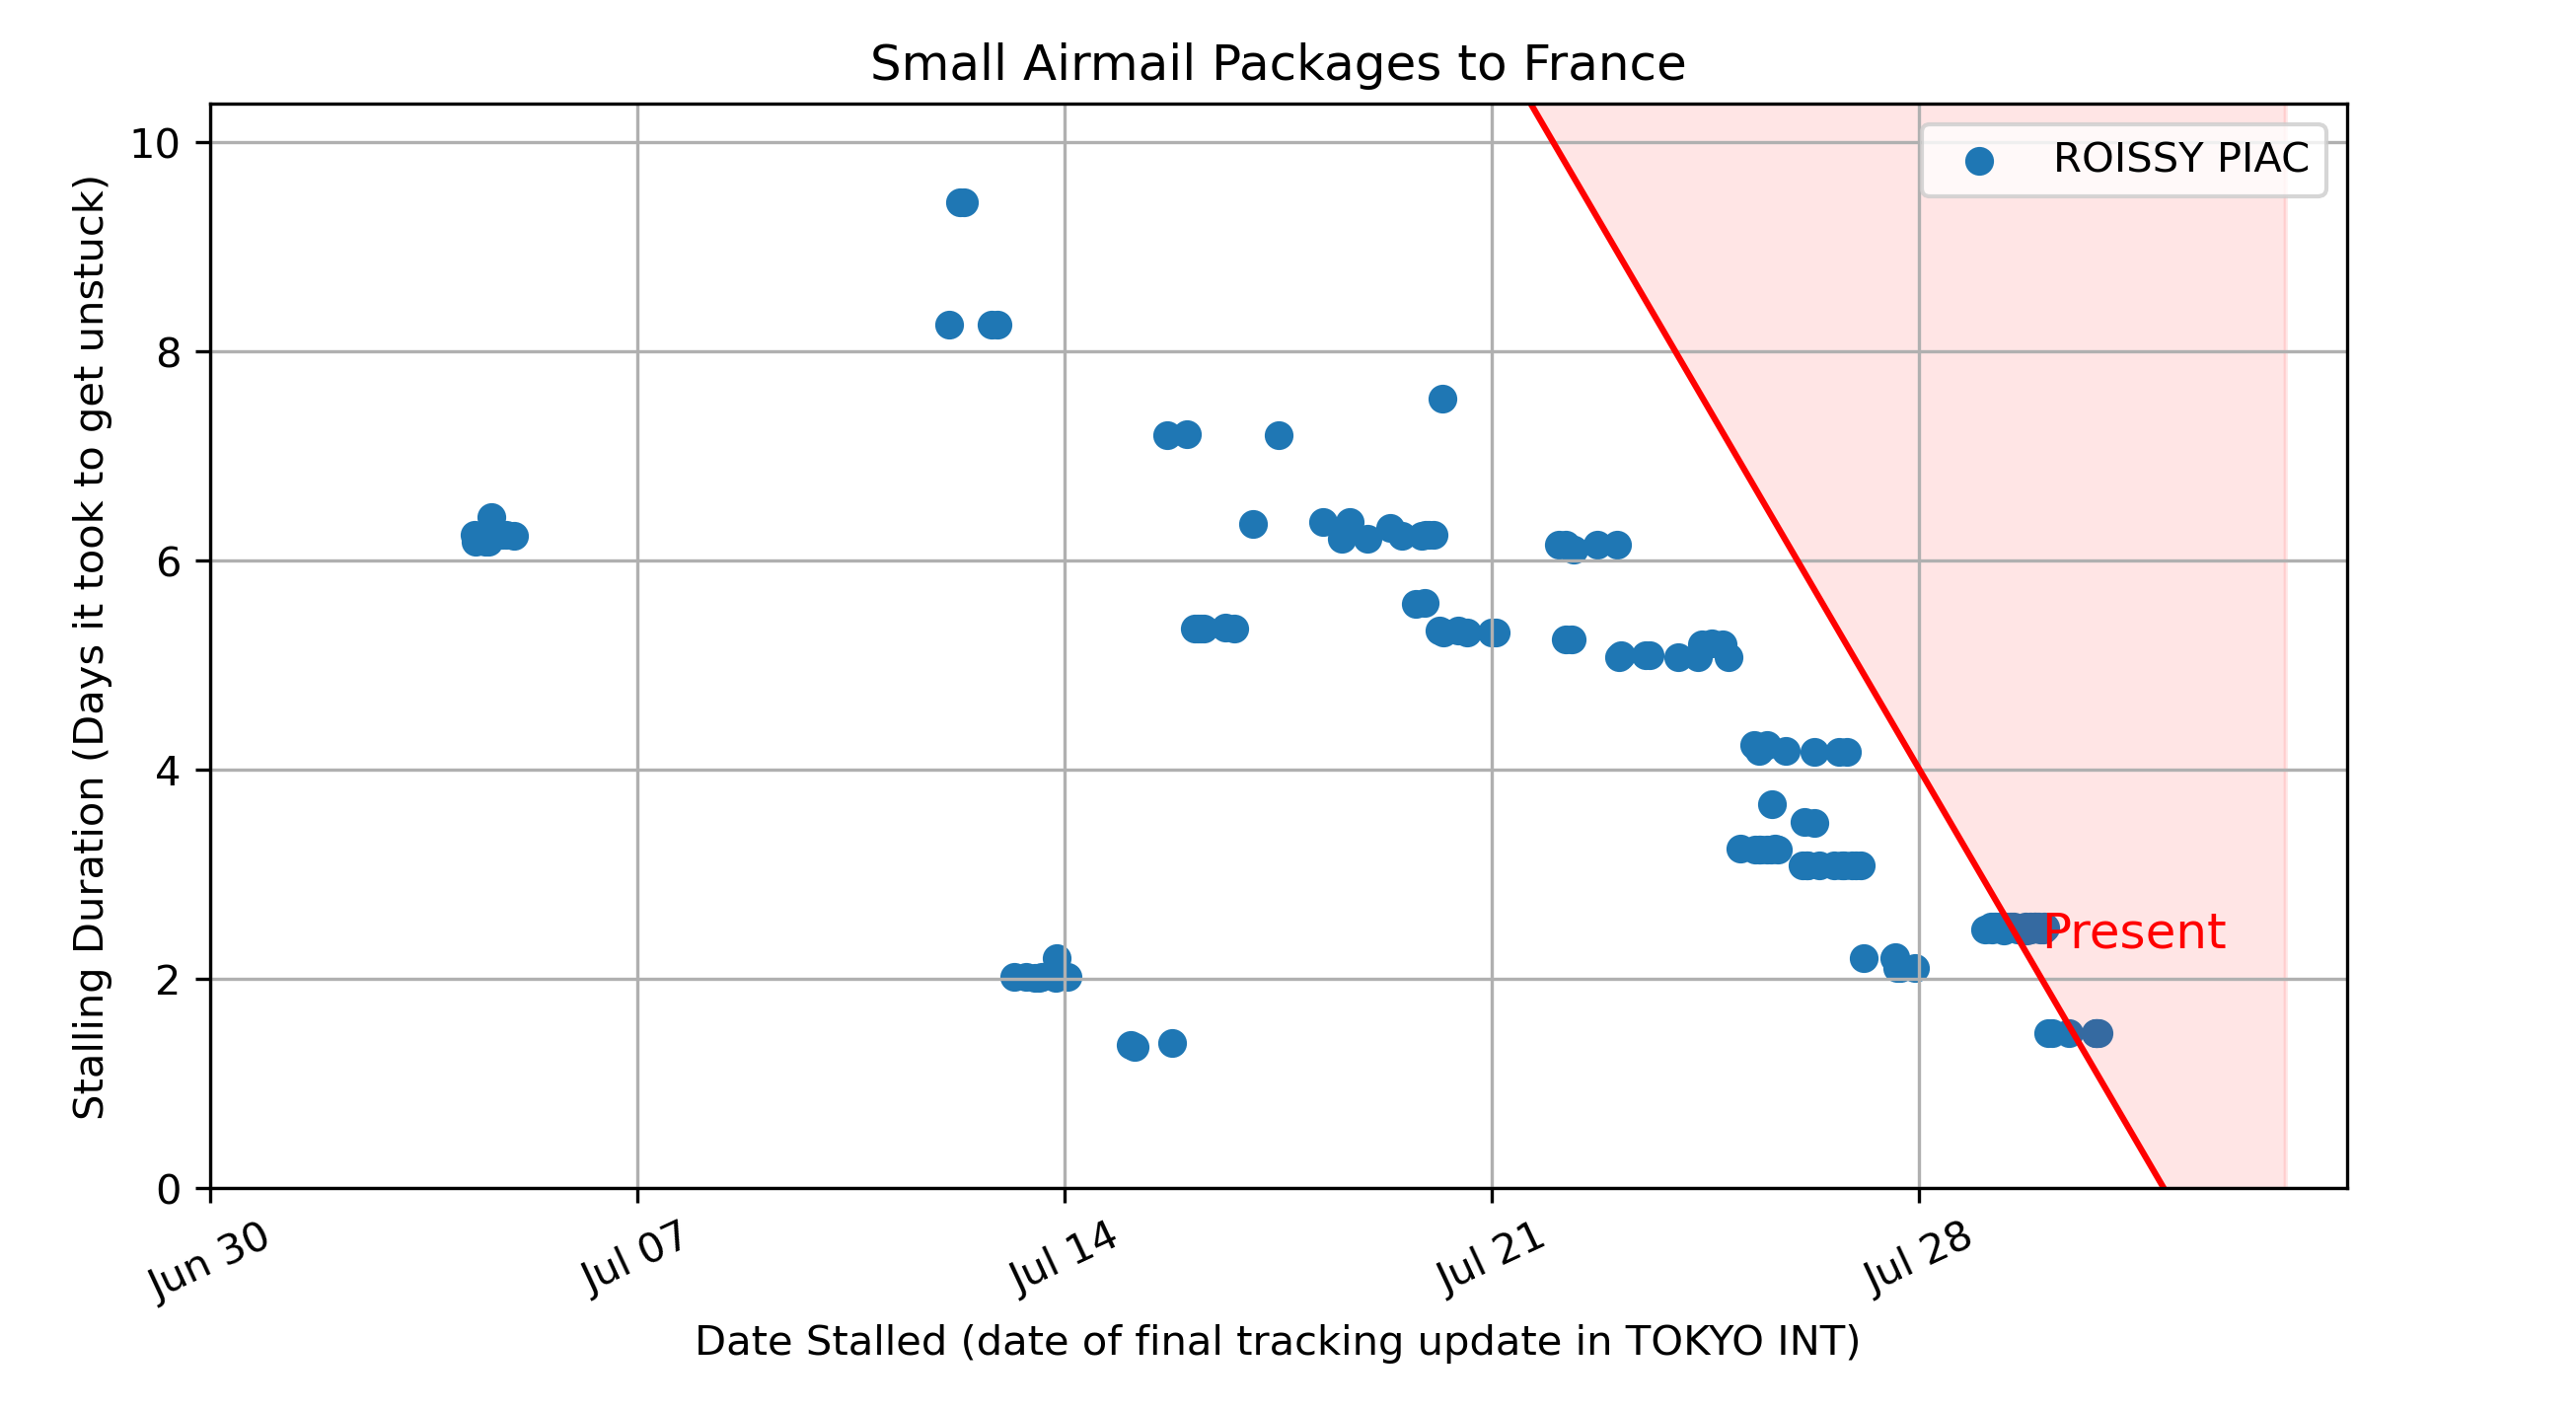 Small Airmail Packages to France
ROISSY PIAC
Stalling Duration (Days it took to get unstuck)
10
8
6
4
2
0
Present
Jun 30
Jul 07
Jul 14
Jul 21
Jul 28
Date Stalled (date of final tracking update in TOKYO INT)